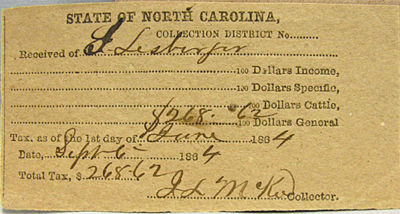 STATE OF NORTH CAROLINA,
COLLECTION DISTRICT No.
Received of
100 Dollars Income,
100 Dollars Specific,
100 Dollars Cattle,
$268. 62 100 Dollars General
Tax, as of the 1st day of June 1864
Date, Sept 6 1864
Total Tax, $ 26862
Collector.